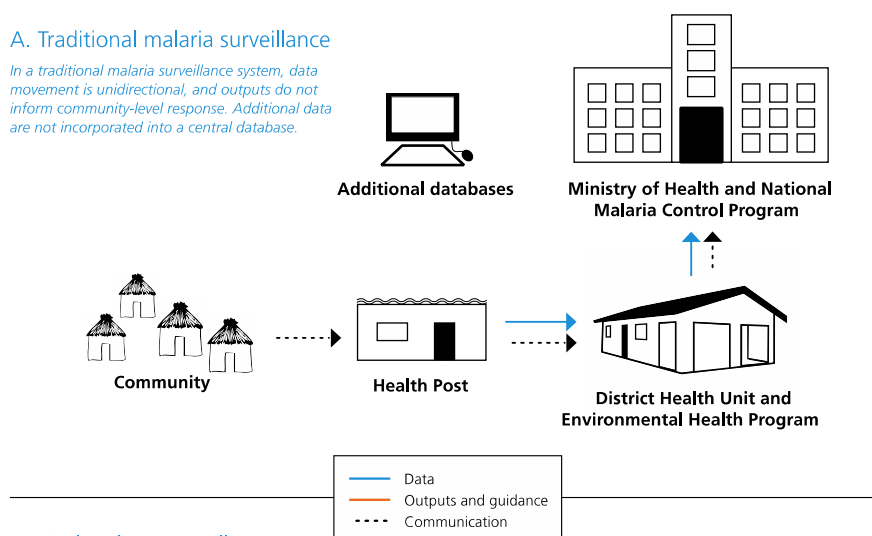 A. Traditional malaria surveillance
In a traditional malaria surveillance system, data
movement is unidirectional, and outputs do not
inform community-level response. Additional data
are not incorporated into a central database.
Additional databases
Ministry of Health and National
Malaria Control Program
Community
Health Post
District Health Unit and
Environmental Health Program
Data
Outputs and guidance
Communication